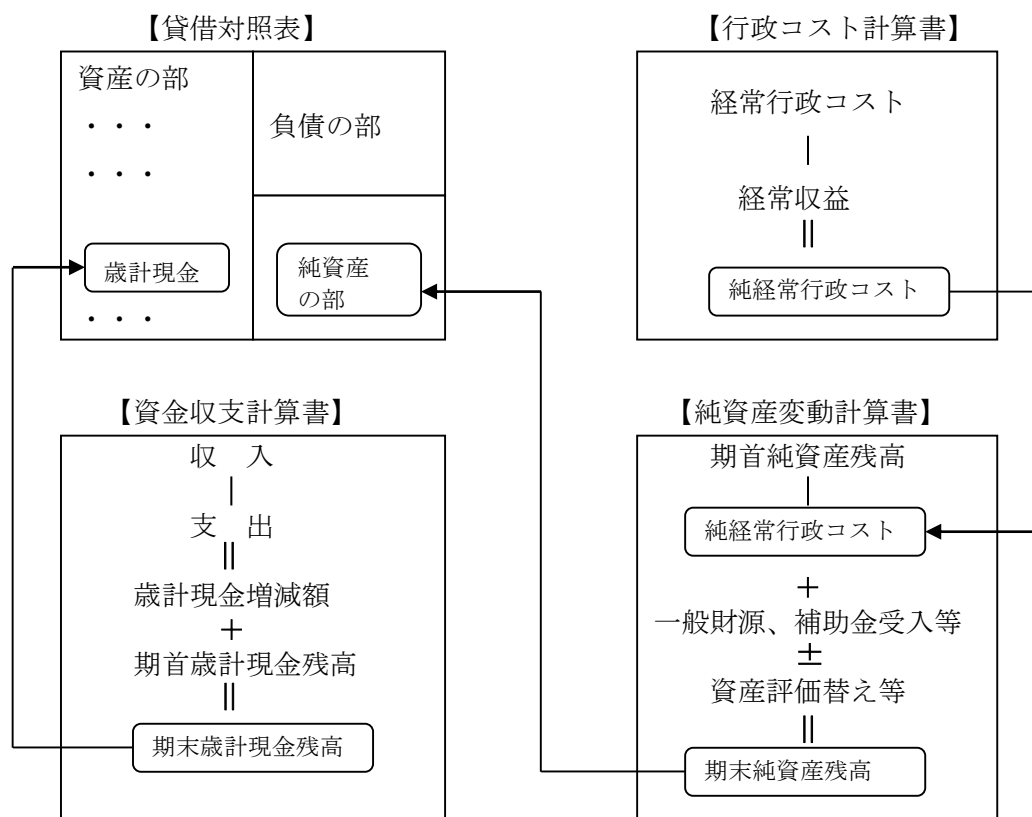 【貸借対照表】
資産の部
・・・
・・・
歳計現金
・・・
負債の部
純資産
の部
【行政コスト計算書】
経常行政コスト
－
経常収益
＝
純経常行政コスト
【資金収支計算書】
収　入
－
支　出
＝
歳計現金増減額
＋
期首歳計現金残高
＝
期末歳計現金残高
【純資産変動計算書】
期首純資産残高
－
純経常行政コスト
＋
一般財源、補助金受入等
±
資産評価替え等
＝
期末純資産残高